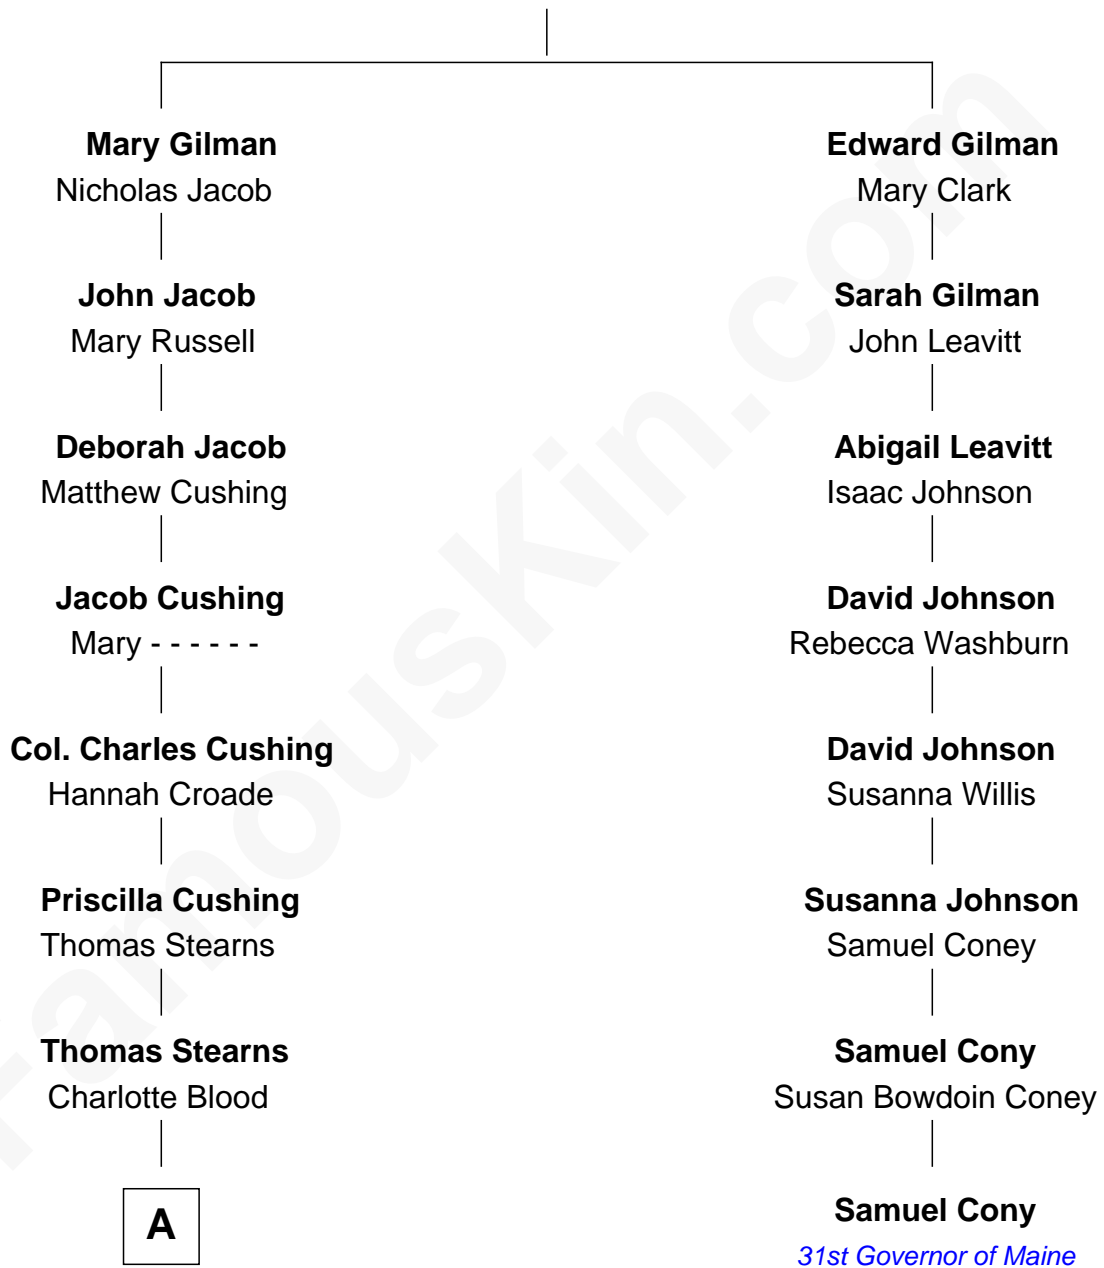 Mary Gilman
Nicholas Jacob
John Jacob
Mary Russell
Deborah Jacob
Matthew Cushing
Jacob Cushing
Mary - - - - - -
Col. Charles Cushing
Hannah Croade
Priscilla Cushing
Thomas Stearns
Thomas Stearns
Charlotte Blood
A
Edward Gilman
Mary Clark
Sarah Gilman
John Leavitt
Abigail Leavitt
Isaac Johnson
David Johnson
Rebecca Washburn
David Johnson
Susanna Willis
Susanna Johnson
Samuel Coney
Samuel Cony
Susan Bowdoin Coney
Samuel Cony
31st Governor of Maine
FamousKin.com